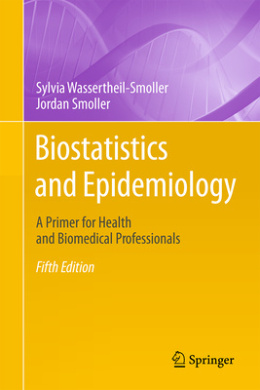 Sylvia Wassertheil-Smoller
Jordan Smoller
Biostatistics
and Epidemiology
A Primer for Health
and Biomedical Professionals
Fifth Edition
Springer